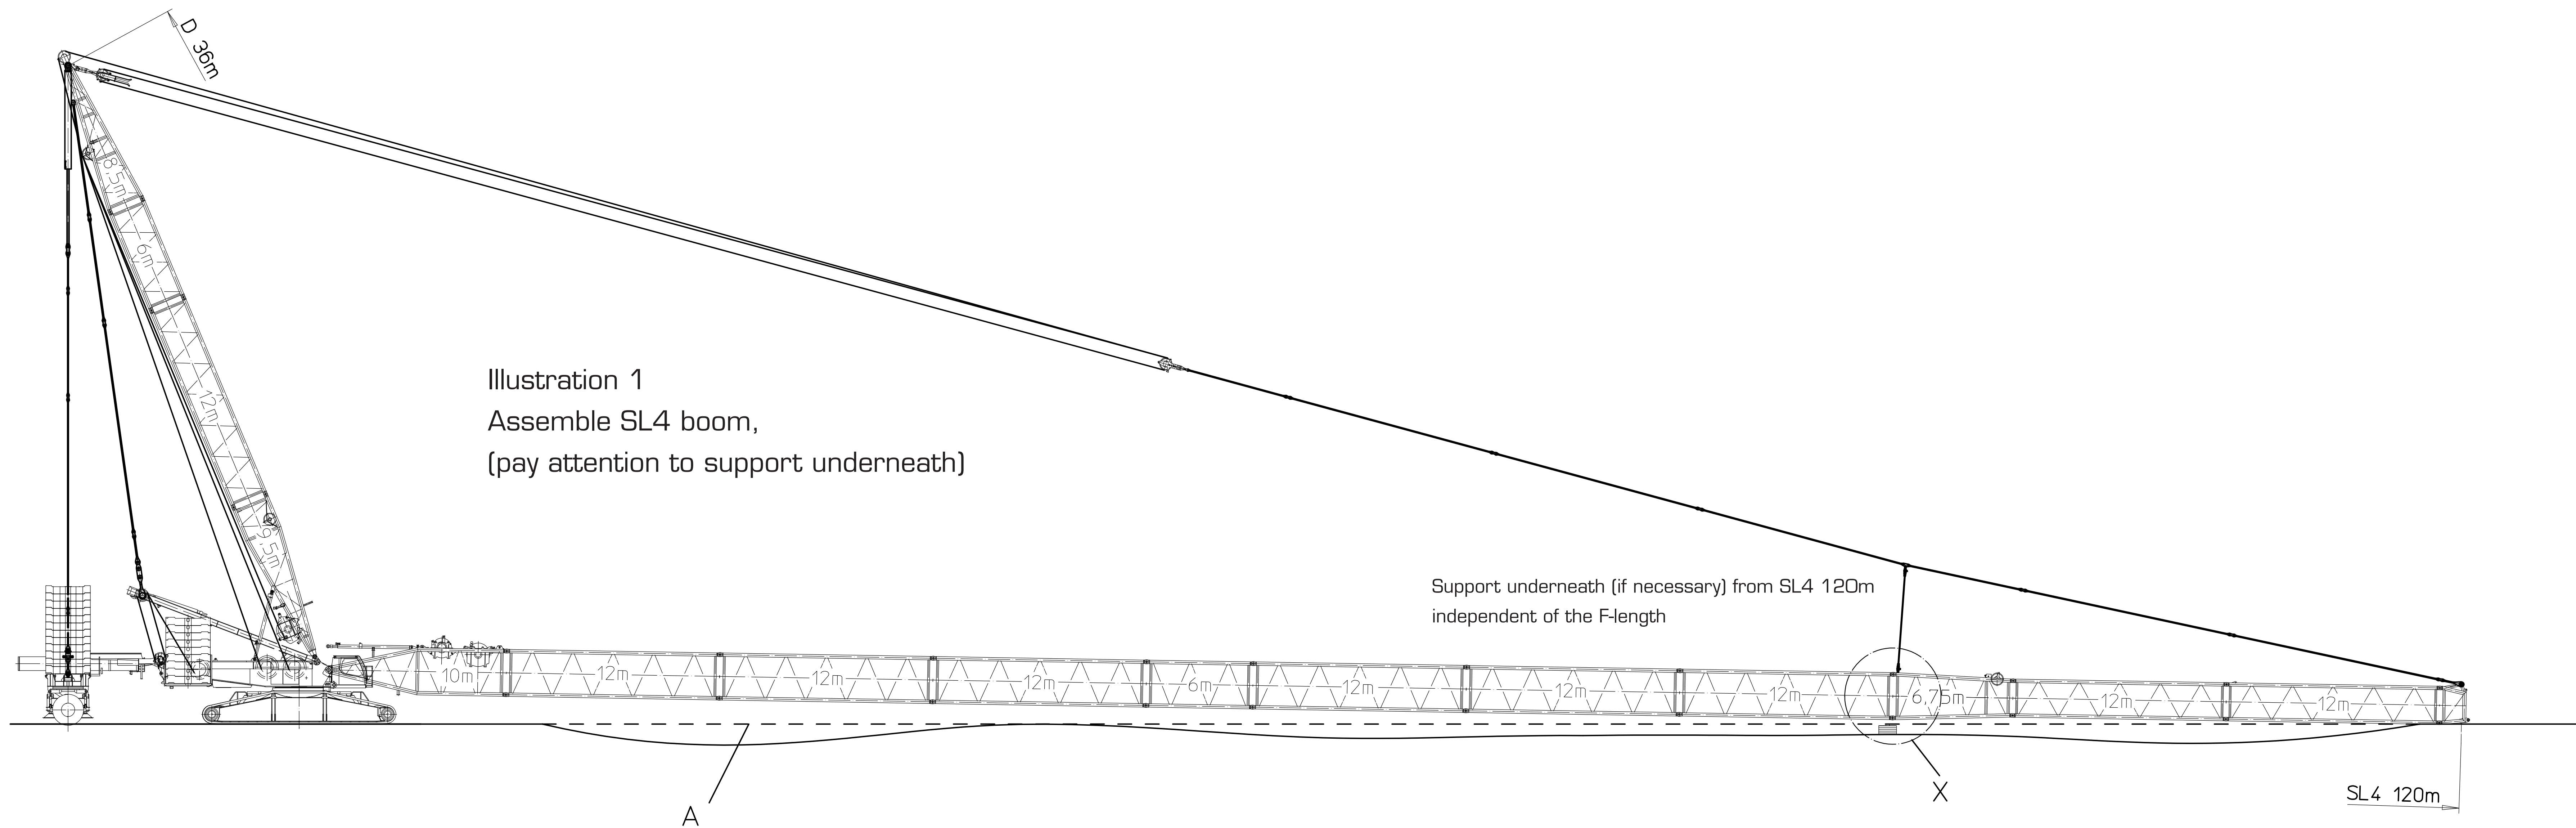 D 36m
8,5m
6m
12m
9,5m
Illustration 1
Assemble SL4 boom,
(pay attention to support underneath)
Support underneath (if necessary) from SL4 120m
independent of the F-length
10m
12m
12m
12m
6m
12m
12m
12m
6,75m
12m
12m
A
X
SL4 120m